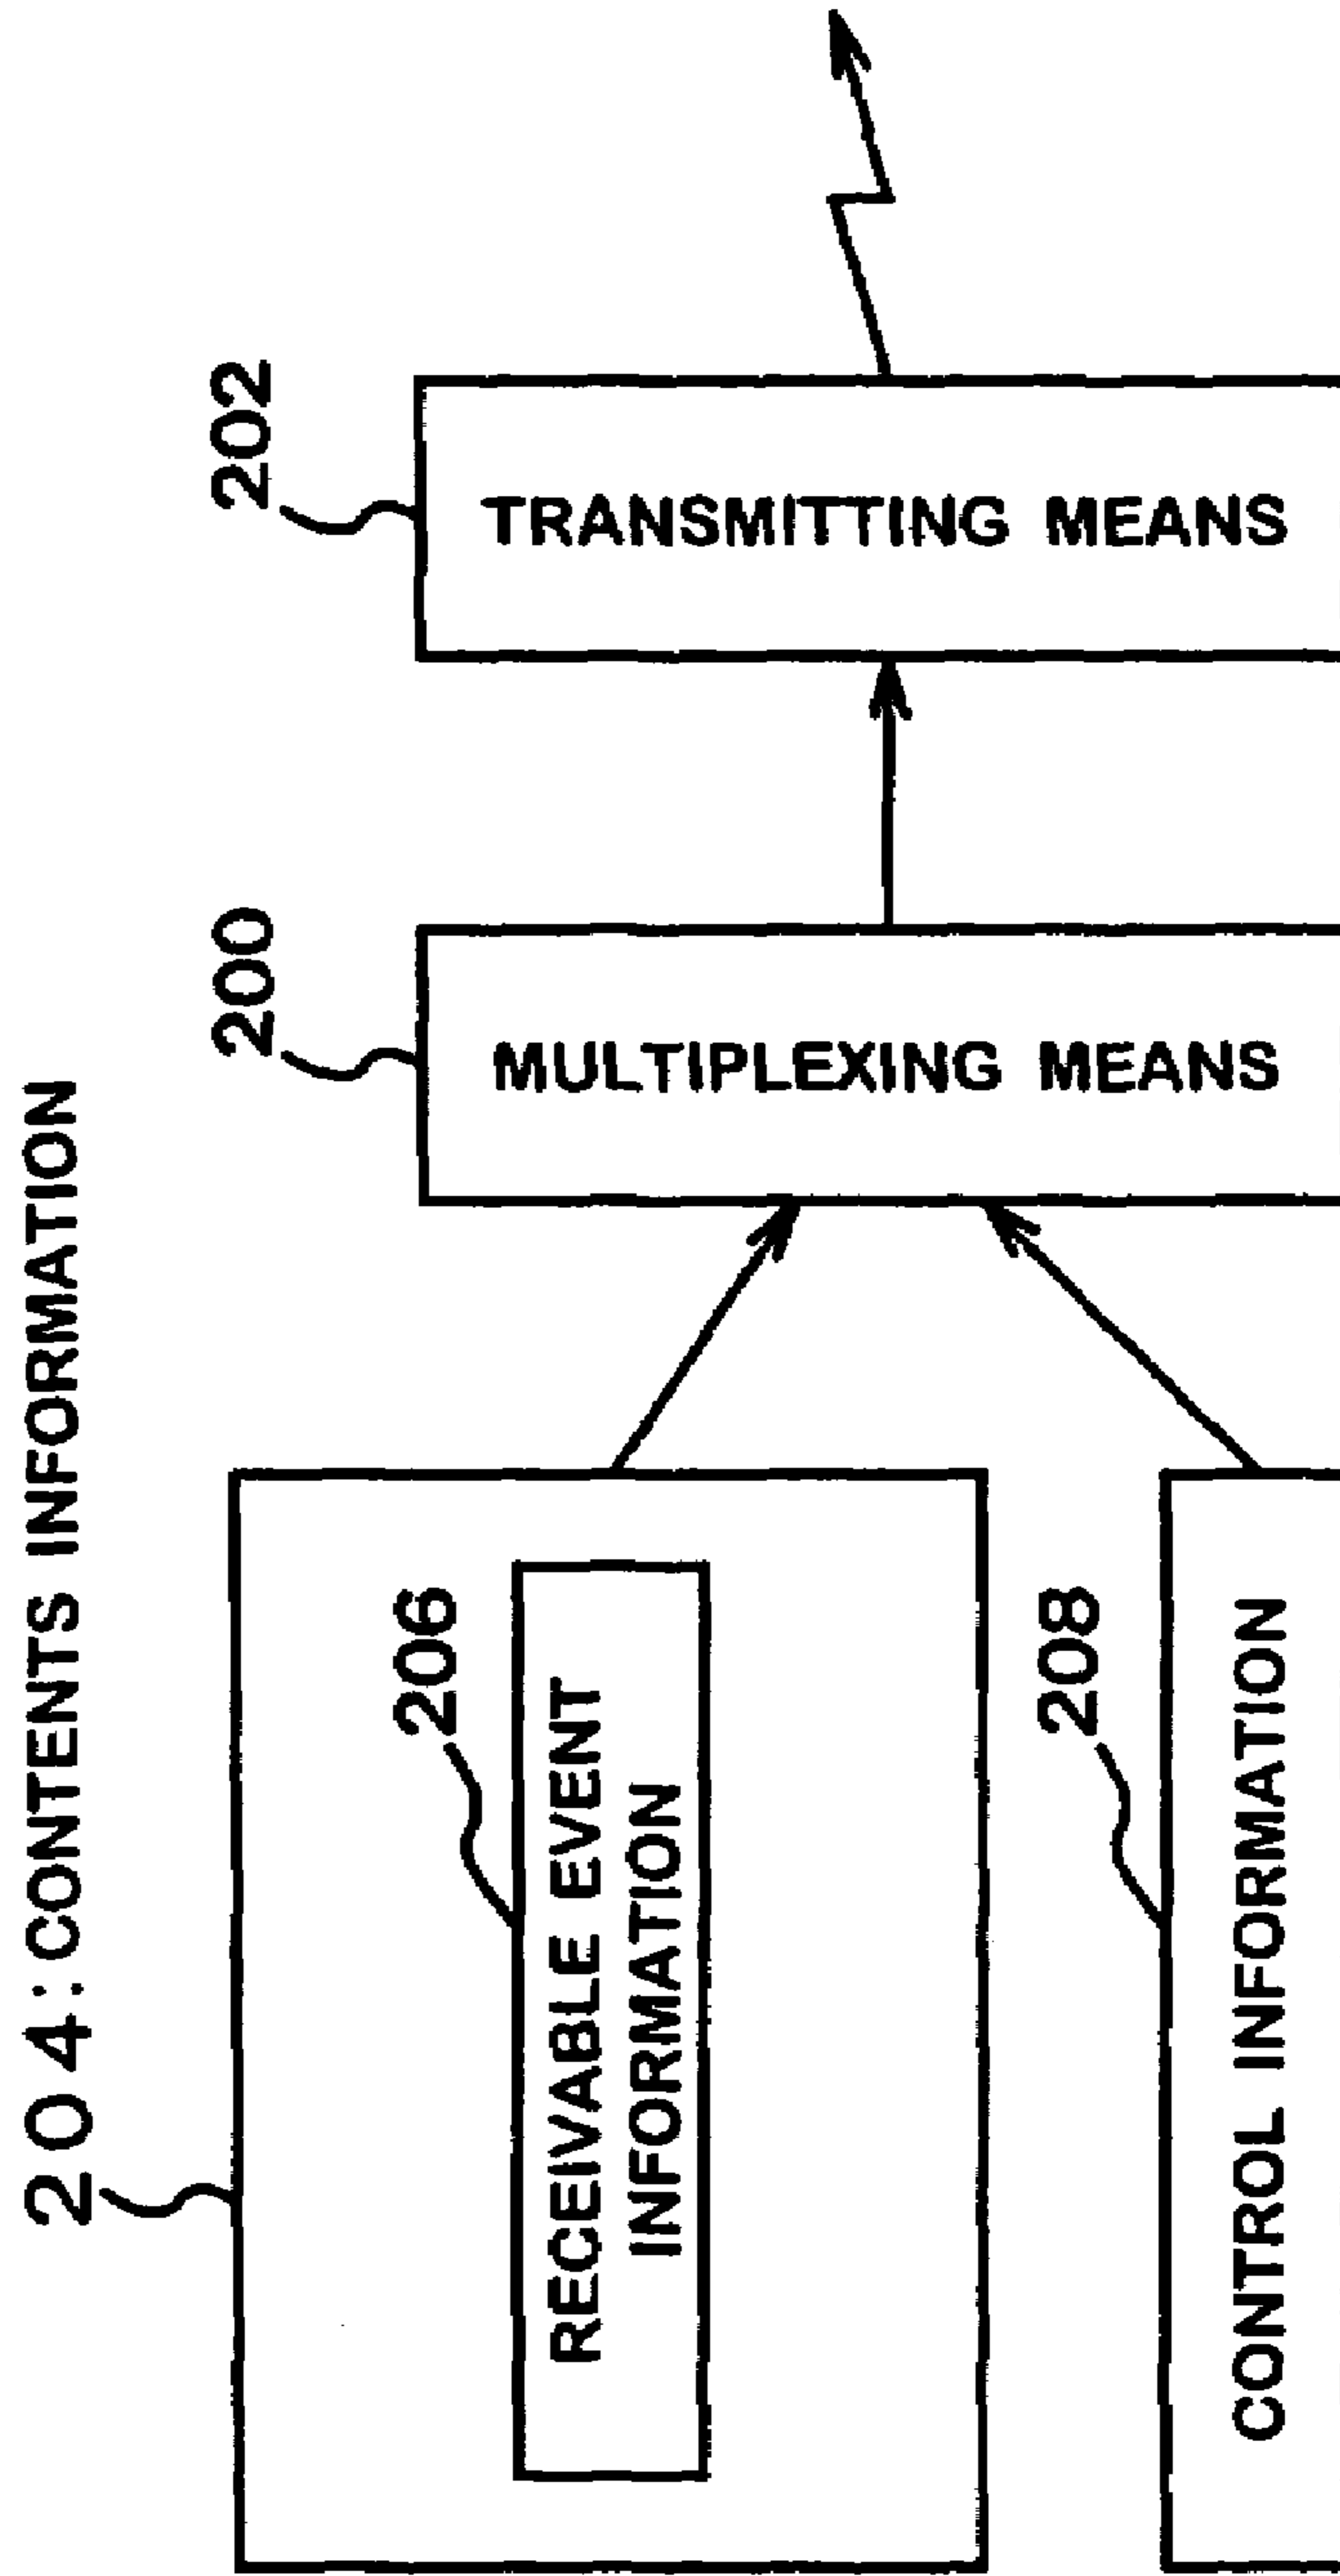 204:CONTENTS INFORMATION
206
RECEIVABLE EVENT
INFORMATION
208
CONTROL INFORMATION
200
MULTIPLEXING MEANS
202
TRANSMITTING MEANS